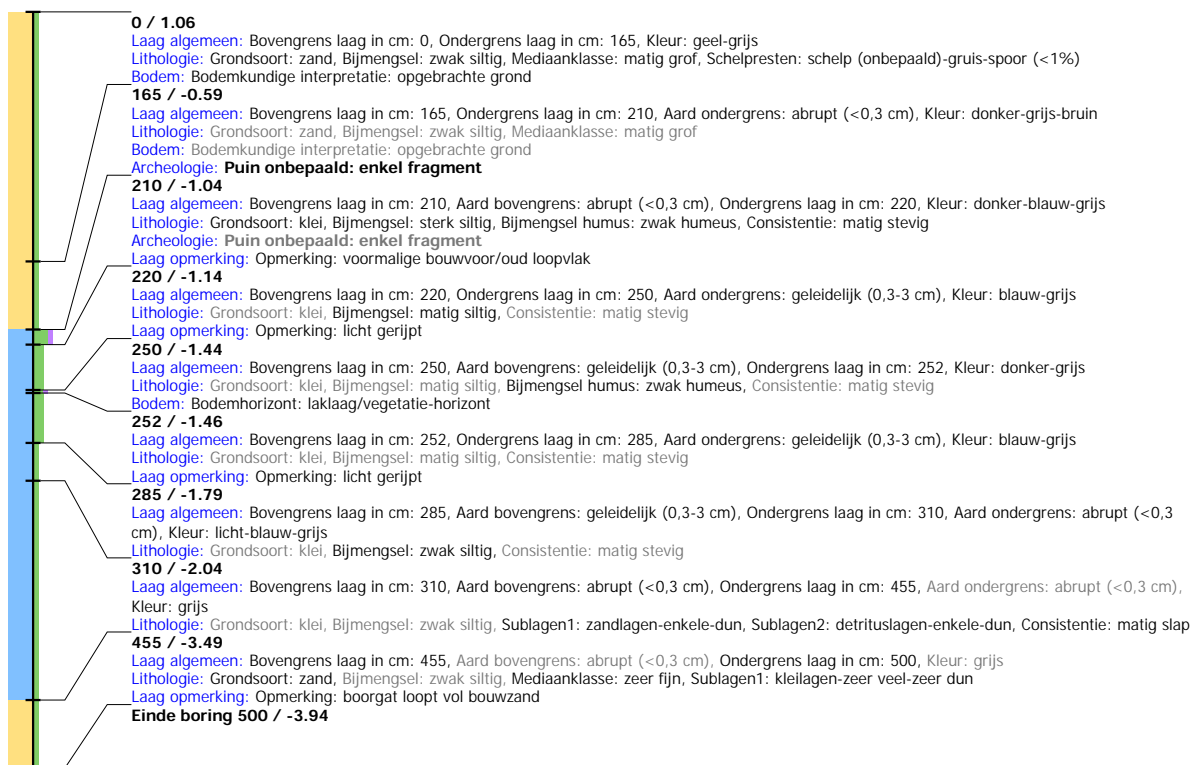 0 / 1.06
Laag algemeen: Bovengrens laag in cm: 0, Ondergrens laag in cm: 165, Kleur: geel-grijs
Lithologie: Grondsoort: zand, Bijmengsel: zwak siltig, Mediaanklasse: matig grof, Schelpresten: schelp (onbepaald)-gruis-spoor (<1%)
Bodem: Bodemkundige interpretatie: opgebrachte grond
165 / -0.59
Laag algemeen: Bovengrens laag in cm: 165, Ondergrens laag in cm: 210, Aard ondergrens: abrupt (<0,3 cm), Kleur: donker-grijs-bruin
Lithologie: Grondsoort: zand, Bijmengsel: zwak siltig, Mediaanklasse: matig grof
Bodem: Bodemkundige interpretatie: opgebrachte grond
Archeologie: Puin onbepaald: enkel fragment
210 / -1.04
Laag algemeen: Bovengrens laag in cm: 210, Aard bovengrens: abrupt (<0,3 cm), Ondergrens laag in cm: 220, Kleur: donker-blauw-grijs
Lithologie: Grondsoort: klei, Bijmengsel: sterk siltig, Bijmengsel humus: zwak humeus, Consistentie: matig stevig
Archeologie: Puin onbepaald: enkel fragment
Laag opmerking: Opmerking: voormalige bouwvoor/oud loopvlak
220 / -1.14
Laag algemeen: Bovengrens laag in cm: 220, Ondergrens laag in cm: 250, Aard ondergrens: geleidelijk (0,3-3 cm), Kleur: blauw-grijs
Lithologie: Grondsoort: klei, Bijmengsel: matig siltig, Consistentie: matig stevig
Laag opmerking: Opmerking: licht gerijpt
250 / -1.44
Laag algemeen: Bovengrens laag in cm: 250, Aard bovengrens: geleidelijk (0,3-3 cm), Ondergrens laag in cm: 252, Kleur: donker-grijs
Lithologie: Grondsoort: klei, Bijmengsel: matig siltig, Bijmengsel humus: zwak humeus, Consistentie: matig stevig
Bodem: Bodemhorizont: laklaag/vegetatie-horizont
252 / -1.46
Laag algemeen: Bovengrens laag in cm: 252, Ondergrens laag in cm: 285, Aard ondergrens: geleidelijk (0,3-3 cm), Kleur: blauw-grijs
Lithologie: Grondsoort: klei, Bijmengsel: matig siltig, Consistentie: matig stevig
Laag opmerking: Opmerking: licht gerijpt
285 / -1.79
Laag algemeen: Bovengrens laag in cm: 285, Aard bovengrens: geleidelijk (0,3-3 cm), Ondergrens laag in cm: 310, Aard ondergrens: abrupt (<0,3
cm), Kleur: licht-blauw-grijs
Lithologie: Grondsoort: klei, Bijmengsel: zwak siltig, Consistentie: matig stevig
310 / -2.04
Laag algemeen: Bovengrens laag in cm: 310, Aard bovengrens: abrupt (<0,3 cm), Ondergrens laag in cm: 455, Aard ondergrens: abrupt (<0,3 cm),
Kleur: grijs
Lithologie: Grondsoort: klei, Bijmengsel: zwak siltig, Sublagen1: zandlagen-enkele-dun, Sublagen2: detrituslagen-enkele-dun, Consistentie: matig slap
455 / -3.49
Laag algemeen: Bovengrens laag in cm: 455, Aard bovengrens: abrupt (<0,3 cm), Ondergrens laag in cm: 500, Kleur: grijs
Lithologie: Grondsoort: zand, Bijmengsel: zwak siltig, Mediaanklasse: zeer fijn, Sublagen1: kleilagen-zeer veel-zeer dun
Laag opmerking: Opmerking: boorgat loopt vol bouwzand
Einde boring 500 / -3.94